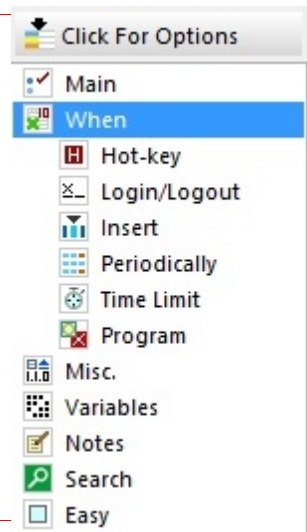 Click For Options
Main
When
Hot-key
Login/Logout
Insert
Periodically
Time Limit
Program
Misc.
Variables
Notes
Search
Easy